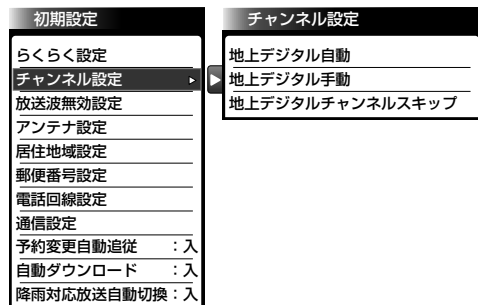 初期設定
らくらく設定
チャンネル設定
放送波無効設定
アンテナ設定
居住地域設定
郵便番号設定
電話回線設定
通信設定
予約変更自動追従 :入
自動ダウンロード :入
降雨対応放送自動切換:入
チャンネル設定
地上デジタル自動
地上デジタル手動
地上デジタルチャンネルスキップ